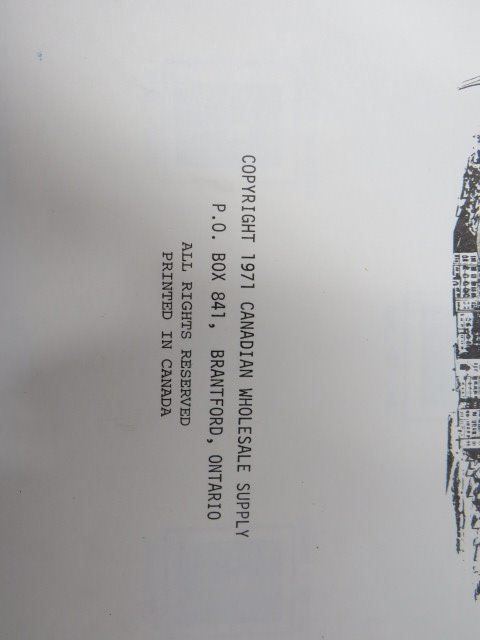 COPYRIGHT 1971 CANADIAN WHOLESALE SUPPLY
P.O. BOX 841, BRANTFORD, ONTARIO
ALL RIGHTS RESERVED
PRINTED IN CANADA